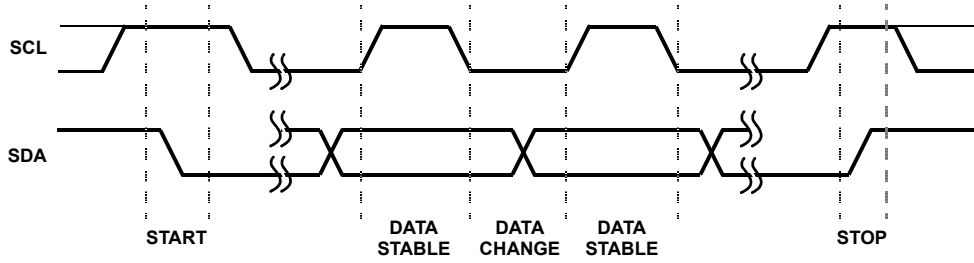 SCL
SDA
START
DATA
STABLE
DATA
CHANGE
DATA
STABLE
STOP